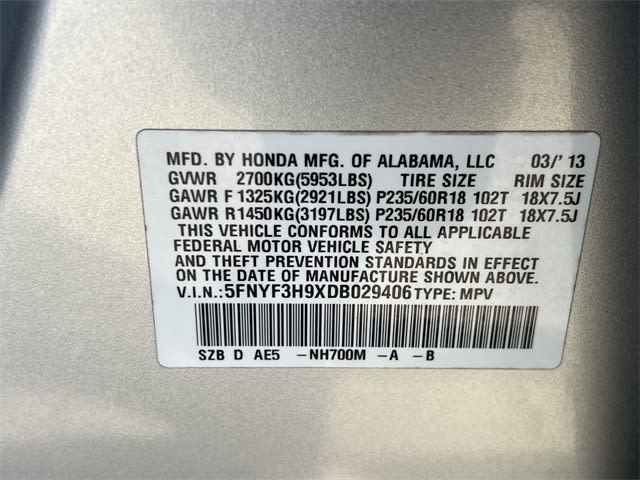 MFD. BY HONDA MFG. OF ALABAMA, LLC 03/' 13
GVWR 2700KG(5953LBS) TIRE SIZE RIM SIZE
GAWR F 1325KG(2921LBS) P235/60R18 102T 18X7.5J
GAWR R1450KG(3197LBS) P235/60R18 102T 18X7.5J
THIS VEHICLE CONFORMS TO ALL APPLICABLE
FEDERAL MOTOR VEHICLE SAFETY
AND THEFT PREVENTION STANDARDS IN EFFECT
ON THE DATE OF MANUFACTURE SHOWN ABOVE.
V.I.N.:5FNYF3H9XDB029406 TYPE: MPV
SZB D AE5 -NH700M -A -B